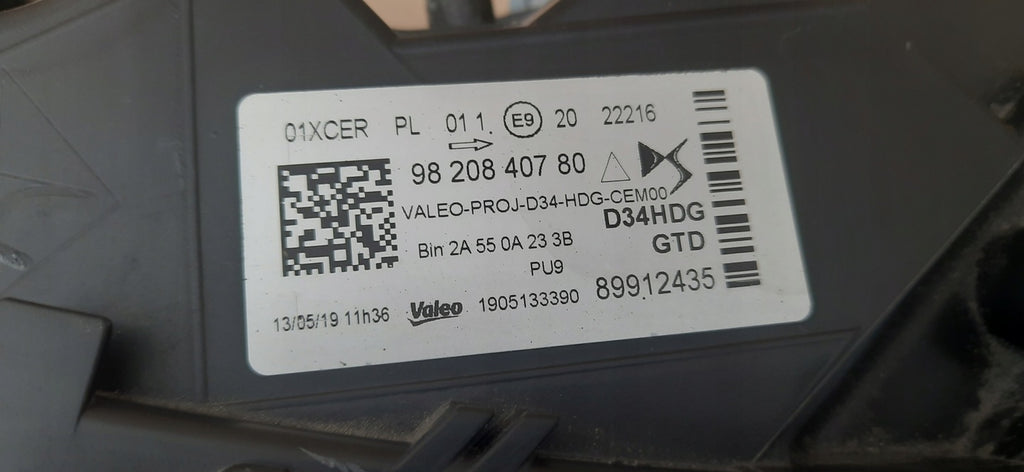 01XCER PL 01 1. E9 20 22216
98 208 407 80
VALEO-PROJ-D34-HDG-CEM00
D34HDG
Bin 2A 55 0A 23 3B
GTD
PU9
13/05/19 11h36 Valeo 1905133390 89912435